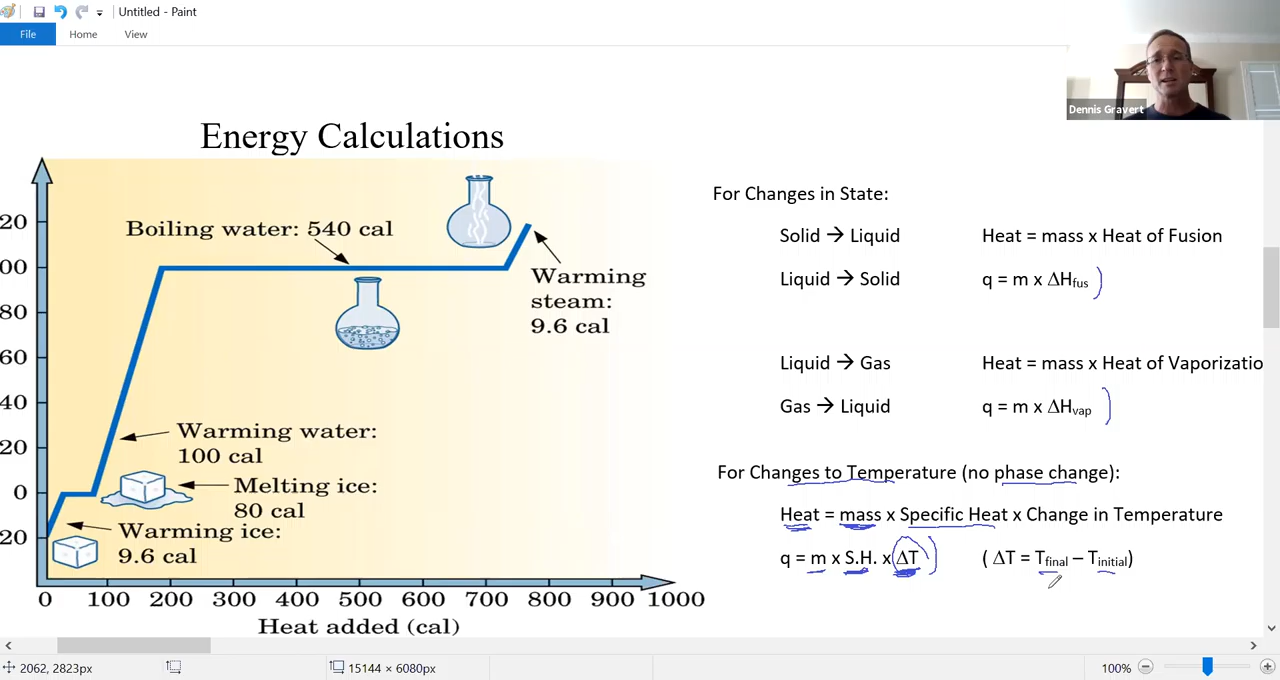 Untitled - Paint
File Home View
Dennis Gravert
Energy Calculations
20
00
80
60
40
20
0
20
Boiling water: 540 cal
Warming
steam:
9.6 cal
Warming water:
100 cal
Melting ice:
80 cal
Warming ice:
9.6 cal
0 100 200 300 400 500 600 700 800 900 1000
Heat added (cal)
For Changes in State:
Solid → Liquid Heat = mass x Heat of Fusion
Liquid → Solid q = m x ΔHfus
Liquid → Gas Heat = mass x Heat of Vaporizatio
Gas → Liquid q = m x ΔHvap
For Changes to Temperature (no phase change):
Heat = mass x Specific Heat x Change in Temperature
q = m x S.H. x ΔT ( ΔT = Tfinal – Tinitial)
2062, 2823px 15144 × 6080px 100%